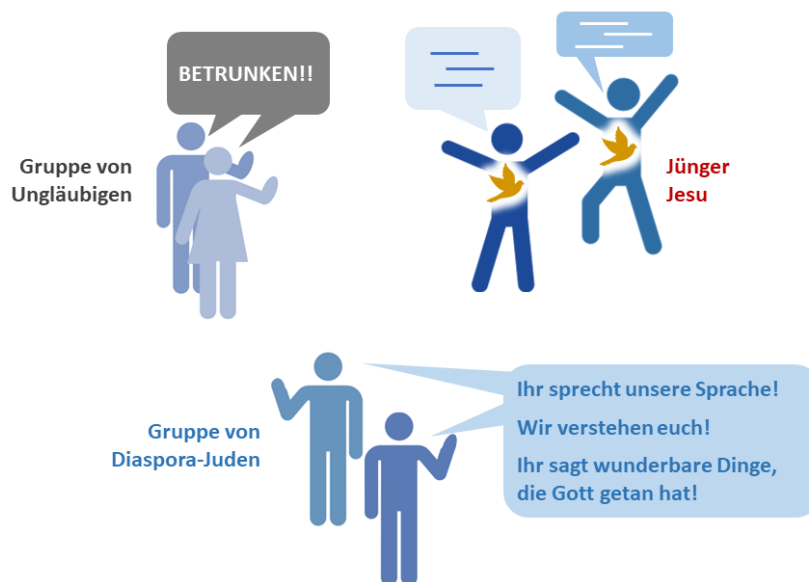 BETRUNKEN!!
Gruppe von
Ungläubigen
Jünger
Jesu
Gruppe von
Diaspora-Juden
Ihr sprecht unsere Sprache!
Wir verstehen euch!
Ihr sagt wunderbare Dinge,
die Gott getan hat!